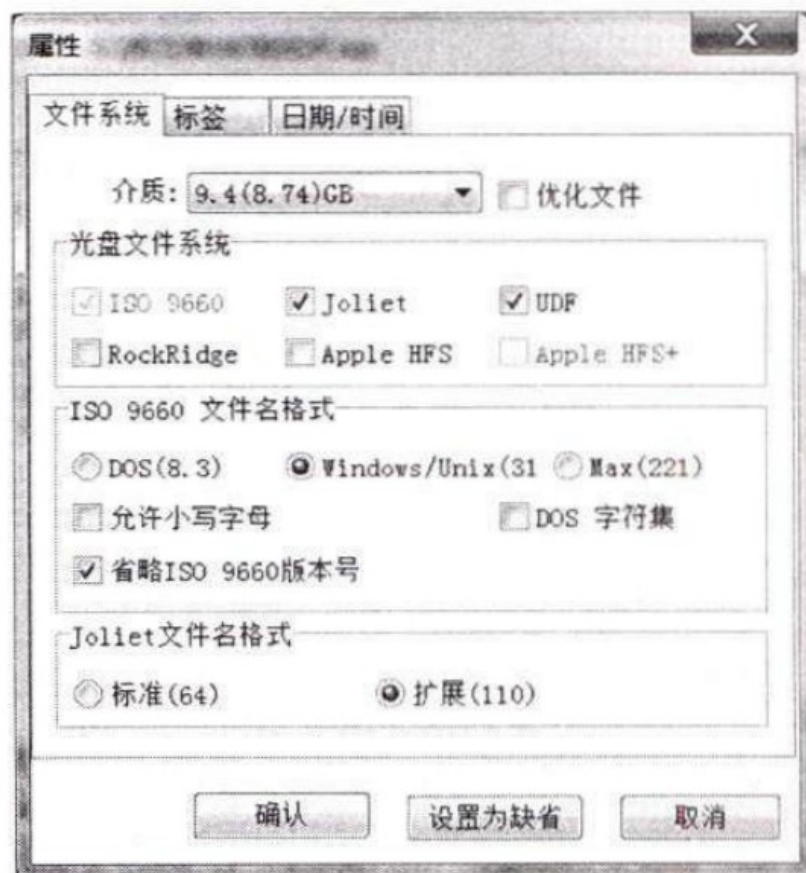 属性
文件系统 标签 日期/时间
介质: 9.4(8.74)GB 优化文件
光盘文件系统
ISO 9660 Joliet UDF
RockRidge Apple HFS Apple HFS+
ISO 9660 文件名格式
DOS(8.3) Windows/Unix(31 Max(221)
允许小写字母 DOS 字符集
省略ISO 9660版本号
Joliet文件名格式
标准(64) 扩展(110)
确认 设置为缺省 取消